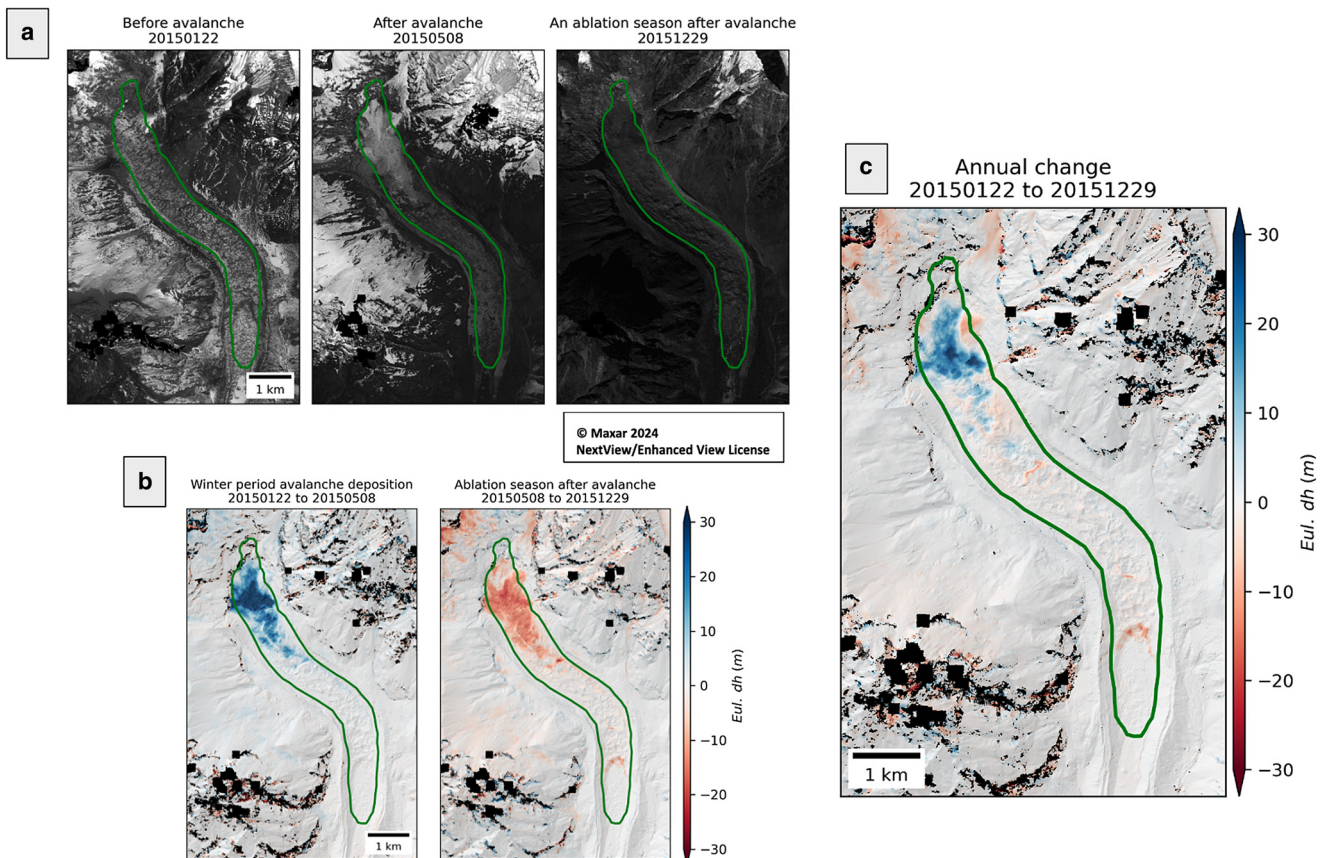 a
Before avalanche
20150122
After avalanche
20150508
An ablation season after avalanche
20151229
1 km
© Maxar 2024
NextView/Enhanced View License
b
Winter period avalanche deposition
20150122 to 20150508
Ablation season after avalanche
20150508 to 20151229
1 km
30
20
10
0
−10
−20
−30
Eul. dh (m)
c
Annual change
20150122 to 20151229
1 km
30
20
10
0
−10
−20
−30
Eul. dh (m)